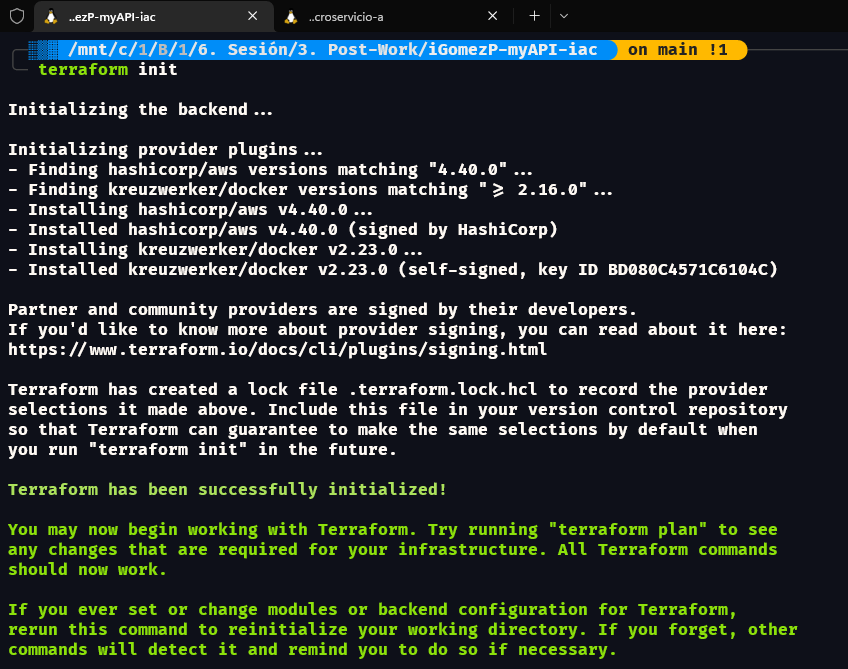 ..ezP-myAPI-iac
..croservicio-a
/mnt/c/1/B/1/6. Sesión/3. Post-Work/iGomezP-myAPI-iac on main !1
terraform init
Initializing the backend...
Initializing provider plugins...
- Finding hashicorp/aws versions matching "4.40.0"...
- Finding kreuzwerker/docker versions matching ">= 2.16.0"...
- Installing hashicorp/aws v4.40.0...
- Installed hashicorp/aws v4.40.0 (signed by HashiCorp)
- Installing kreuzwerker/docker v2.23.0...
- Installed kreuzwerker/docker v2.23.0 (self-signed, key ID BD080C4571C6104C)
Partner and community providers are signed by their developers.
If you'd like to know more about provider signing, you can read about it here:
https://www.terraform.io/docs/cli/plugins/signing.html
Terraform has created a lock file .terraform.lock.hcl to record the provider
selections it made above. Include this file in your version control repository
so that Terraform can guarantee to make the same selections by default when
you run "terraform init" in the future.
Terraform has been successfully initialized!
You may now begin working with Terraform. Try running "terraform plan" to see
any changes that are required for your infrastructure. All Terraform commands
should now work.
If you ever set or change modules or backend configuration for Terraform,
rerun this command to reinitialize your working directory. If you forget, other
commands will detect it and remind you to do so if necessary.